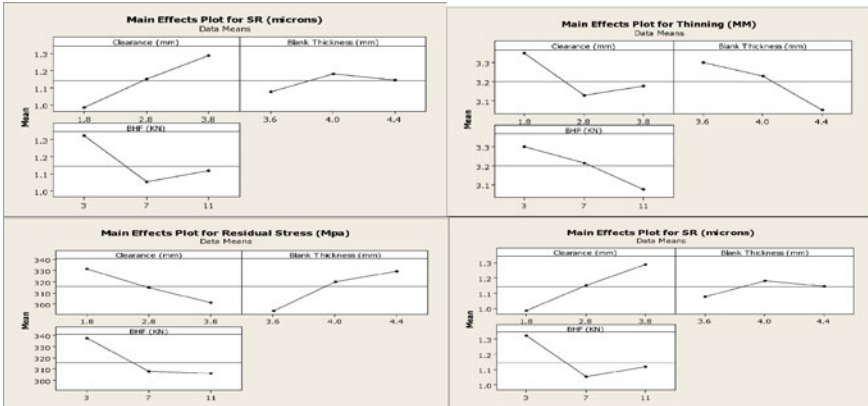 Main Effects Plot for SR (microns)
Data Means
Clearance (mm) Blank Thickness (mm)
1.3
1.2
1.1
1.0
1.8 2.8 3.8 3.6 4.0 4.4
BHF (KN)
1.3
1.2
1.1
1.0
3 7 11
Mean
Main Effects Plot for Thinning (MM)
Data Means
Clearance (mm) Blank Thickness (mm)
3.3
3.2
3.1
1.8 2.8 3.8 3.6 4.0 4.4
BHF (KN)
3.3
3.2
3.1
3 7 11
Mean
Main Effects Plot for Residual Stress (Mpa)
Data Means
Clearance (mm) Blank Thickness (mm)
340
330
320
310
300
1.8 2.8 3.8 3.6 4.0 4.4
BHF (KN)
340
330
320
310
300
3 7 11
Mean
Main Effects Plot for SR (microns)
Data Means
Clearance (mm) Blank Thickness (mm)
1.3
1.2
1.1
1.0
1.8 2.8 3.8 3.6 4.0 4.4
BHF (KN)
1.3
1.2
1.1
1.0
3 7 11
Mean